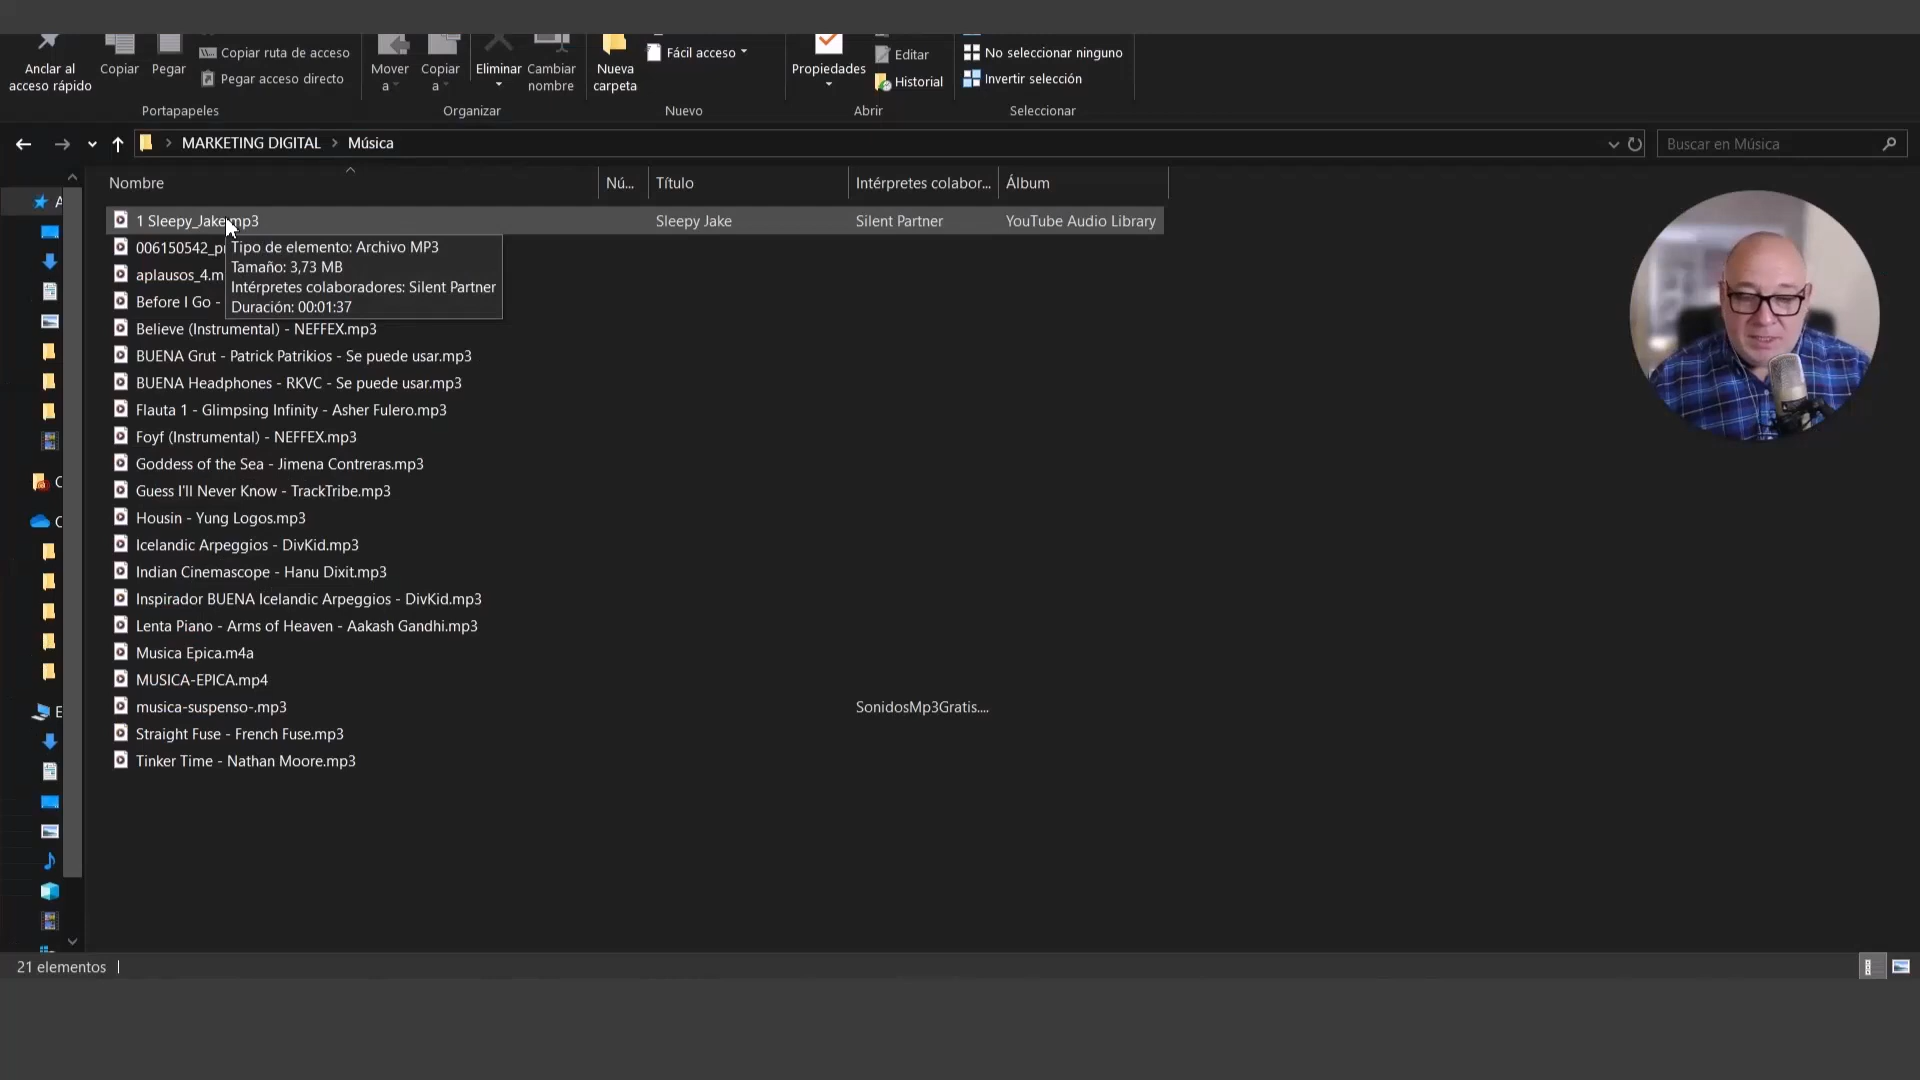 Anclar al
acceso rápido
Copiar
Pegar
Copiar ruta de acceso
Pegar acceso directo
Portapapeles
Mover
a
Copiar
a
Eliminar
Cambiar
nombre
Organizar
Nueva
carpeta
Fácil acceso
Nuevo
Propiedades
Editar
Historial
Abrir
No seleccionar ninguno
Invertir selección
Seleccionar
MARKETING DIGITAL > Música
Buscar en Música
Nombre Nú... Título Intérpretes colabor... Álbum
1 Sleepy_Jake.mp3 Sleepy Jake Silent Partner YouTube Audio Library
Tipo de elemento: Archivo MP3
Tamaño: 3,73 MB
Intérpretes colaboradores: Silent Partner
Duración: 00:01:37
006150542_pr
aplausos_4.m
Before I Go -
Believe (Instrumental) - NEFFEX.mp3
BUENA Grut - Patrick Patrikios - Se puede usar.mp3
BUENA Headphones - RKVC - Se puede usar.mp3
Flauta 1 - Glimpsing Infinity - Asher Fulero.mp3
Foyf (Instrumental) - NEFFEX.mp3
Goddess of the Sea - Jimena Contreras.mp3
Guess I'll Never Know - TrackTribe.mp3
Housin - Yung Logos.mp3
Icelandic Arpeggios - DivKid.mp3
Indian Cinemascope - Hanu Dixit.mp3
Inspirador BUENA Icelandic Arpeggios - DivKid.mp3
Lenta Piano - Arms of Heaven - Aakash Gandhi.mp3
Musica Epica.m4a
MUSICA-EPICA.mp4
musica-suspenso-.mp3 SonidosMp3Gratis....
Straight Fuse - French Fuse.mp3
Tinker Time - Nathan Moore.mp3
21 elementos